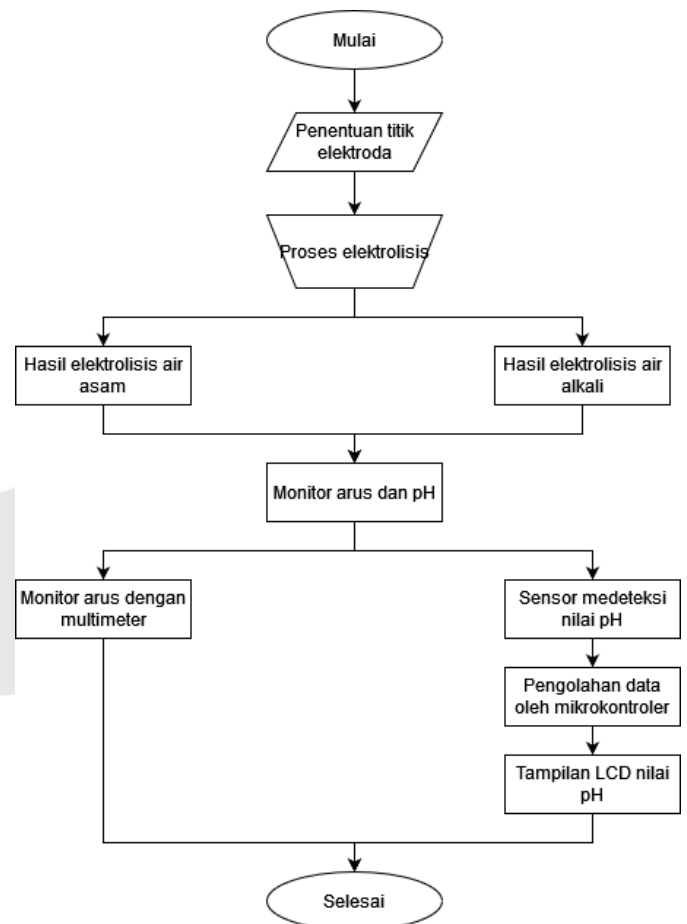 Mulai
Penentuan titik
elektroda
Proses elektrolisis
Hasil elektrolisis air
asam
Hasil elektrolisis air
alkali
Monitor arus dan pH
Monitor arus dengan
multimeter
Sensor medeteksi
nilai pH
Pengolahan data
oleh mikrokontroler
Tampilan LCD nilai
pH
Selesai